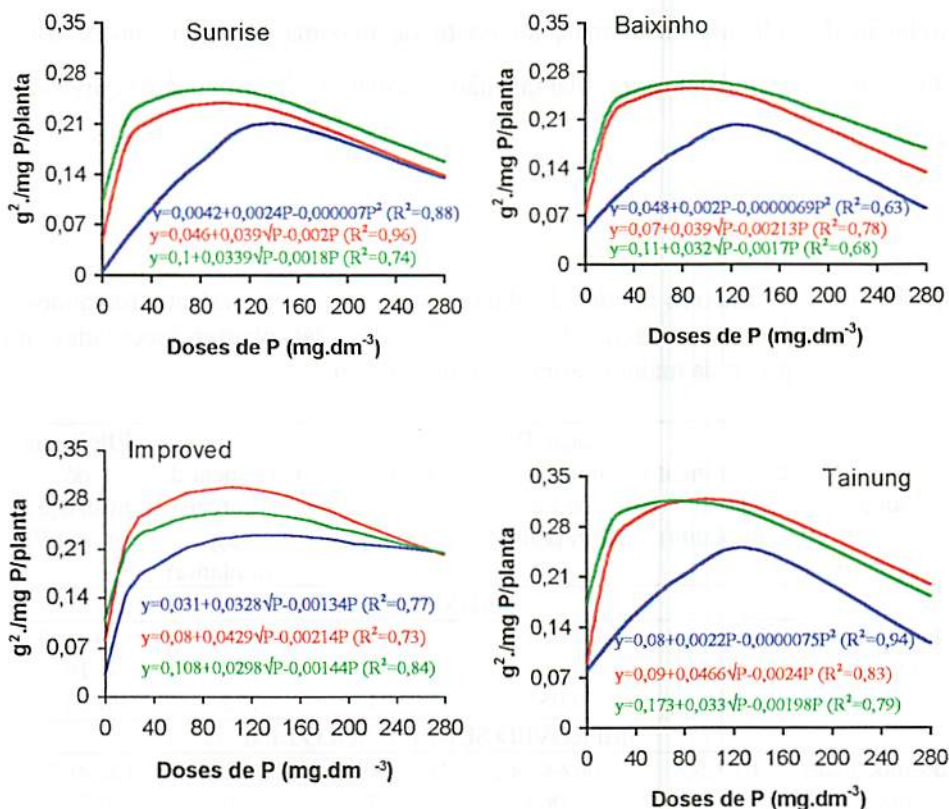 Sunrise
0,35
0,28
0,21
0,14
0,07
0
g²./mg P/planta
y=0,0042+0,0024P-0,000007P² (R²=0,88)
y=0,046+0,039√P-0,002P (R²=0,96)
y=0,1+0,0339√P-0,0018P (R²=0,74)
0 40 80 120 160 200 240 280
Doses de P (mg.dm⁻³)
Baixinho
0,35
0,28
0,21
0,14
0,07
0
g²./mg P/planta
y=0,048+0,002P-0,0000069P² (R²=0,63)
y=0,07+0,039√P-0,00213P (R²=0,78)
y=0,11+0,032√P-0,0017P (R²=0,68)
0 40 80 120 160 200 240 280
Doses de P (mg.dm⁻³)
Improved
0,35
0,28
0,21
0,14
0,07
0
g²./mg P/planta
y=0,031+0,0328√P-0,00134P (R²=0,77)
y=0,08+0,0429√P-0,00214P (R²=0,73)
y=0,108+0,0298√P-0,00144P (R²=0,84)
0 40 80 120 160 200 240 280
Doses de P (mg.dm ⁻³)
Tainung
0,35
0,28
0,21
0,14
0,07
0
g²./mg P/planta
y=0,08+0,0022P-0,0000075P² (R²=0,94)
y=0,09+0,0466√P-0,0024P (R²=0,83)
y=0,173+0,033√P-0,00198P (R²=0,79)
0 40 80 120 160 200 240 280
Doses de P (mg.dm⁻³)